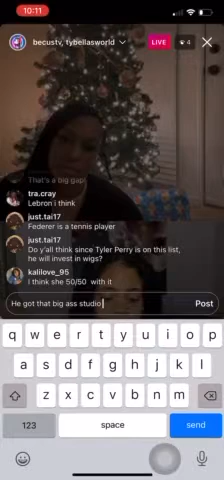 10:11
becustv, tybellasworld
LIVE
4
That's a big gap
tra.cray
Lebron i think
just.tai17
Federer is a tennis player
just.tai17
Do y'all think since Tyler Perry is on this list,
he will invest in wigs?
kalilove_95
I think she 50/50 with it
He got that big ass studio
Post
q w e r t y u i o p
a s d f g h j k l
z x c v b n m
123
space
send